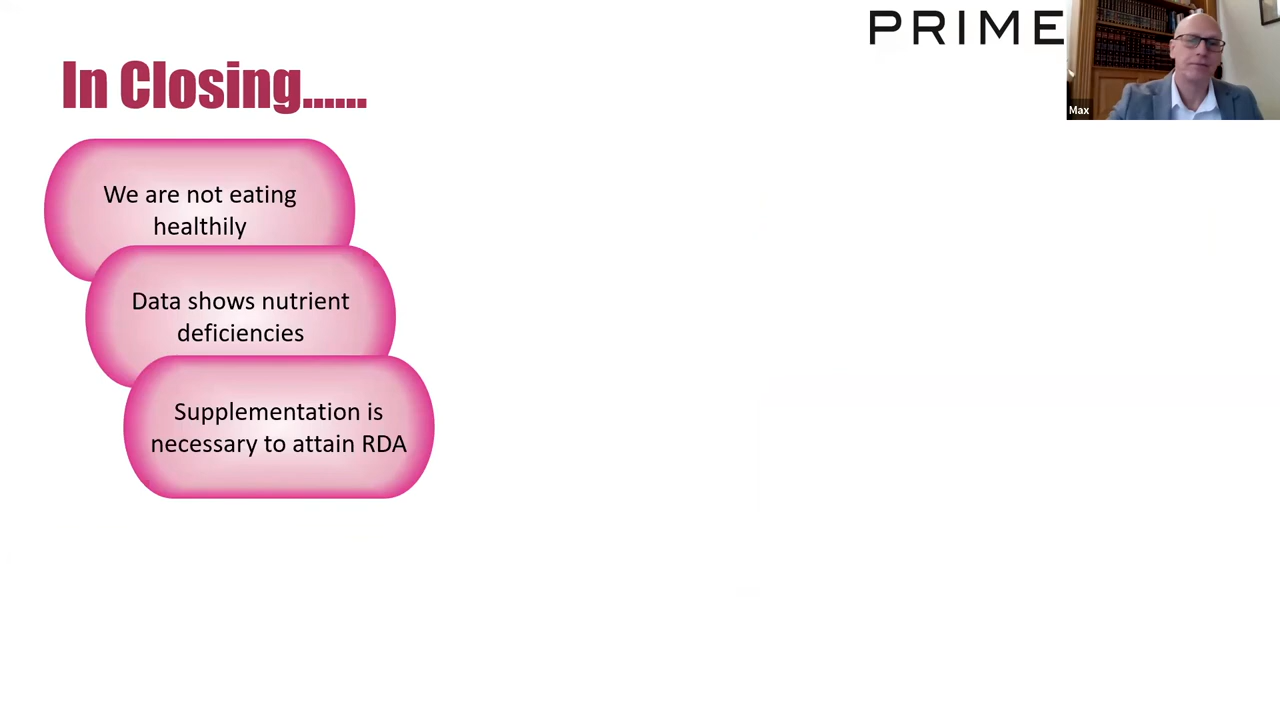 PRIME
In Closing......
Max
We are not eating
healthily
Data shows nutrient
deficiencies
Supplementation is
necessary to attain RDA